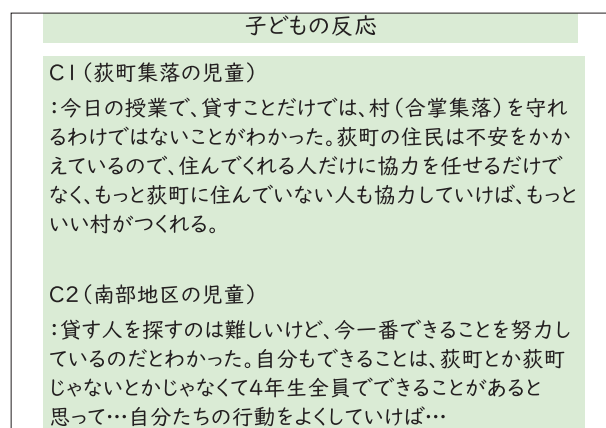 子どもの反応
C1（荻町集落の児童）
：今日の授業で、貸すことだけでは、村（合掌集落）を守れ
るわけではないことがわかった。荻町の住民は不安をかか
えているので、住んでくれる人だけに協力を任せるだけで
なく、もっと荻町に住んでいない人も協力していけば、もっと
いい村がつくれる。
C2（南部地区の児童）
：貸す人を探すのは難しいけど、今一番できることを努力し
ているのだとわかった。自分もできることは、荻町とか荻町
じゃないとかじゃなくて4年生全員でできることがあると
思って…自分たちの行動をよくしていけば…